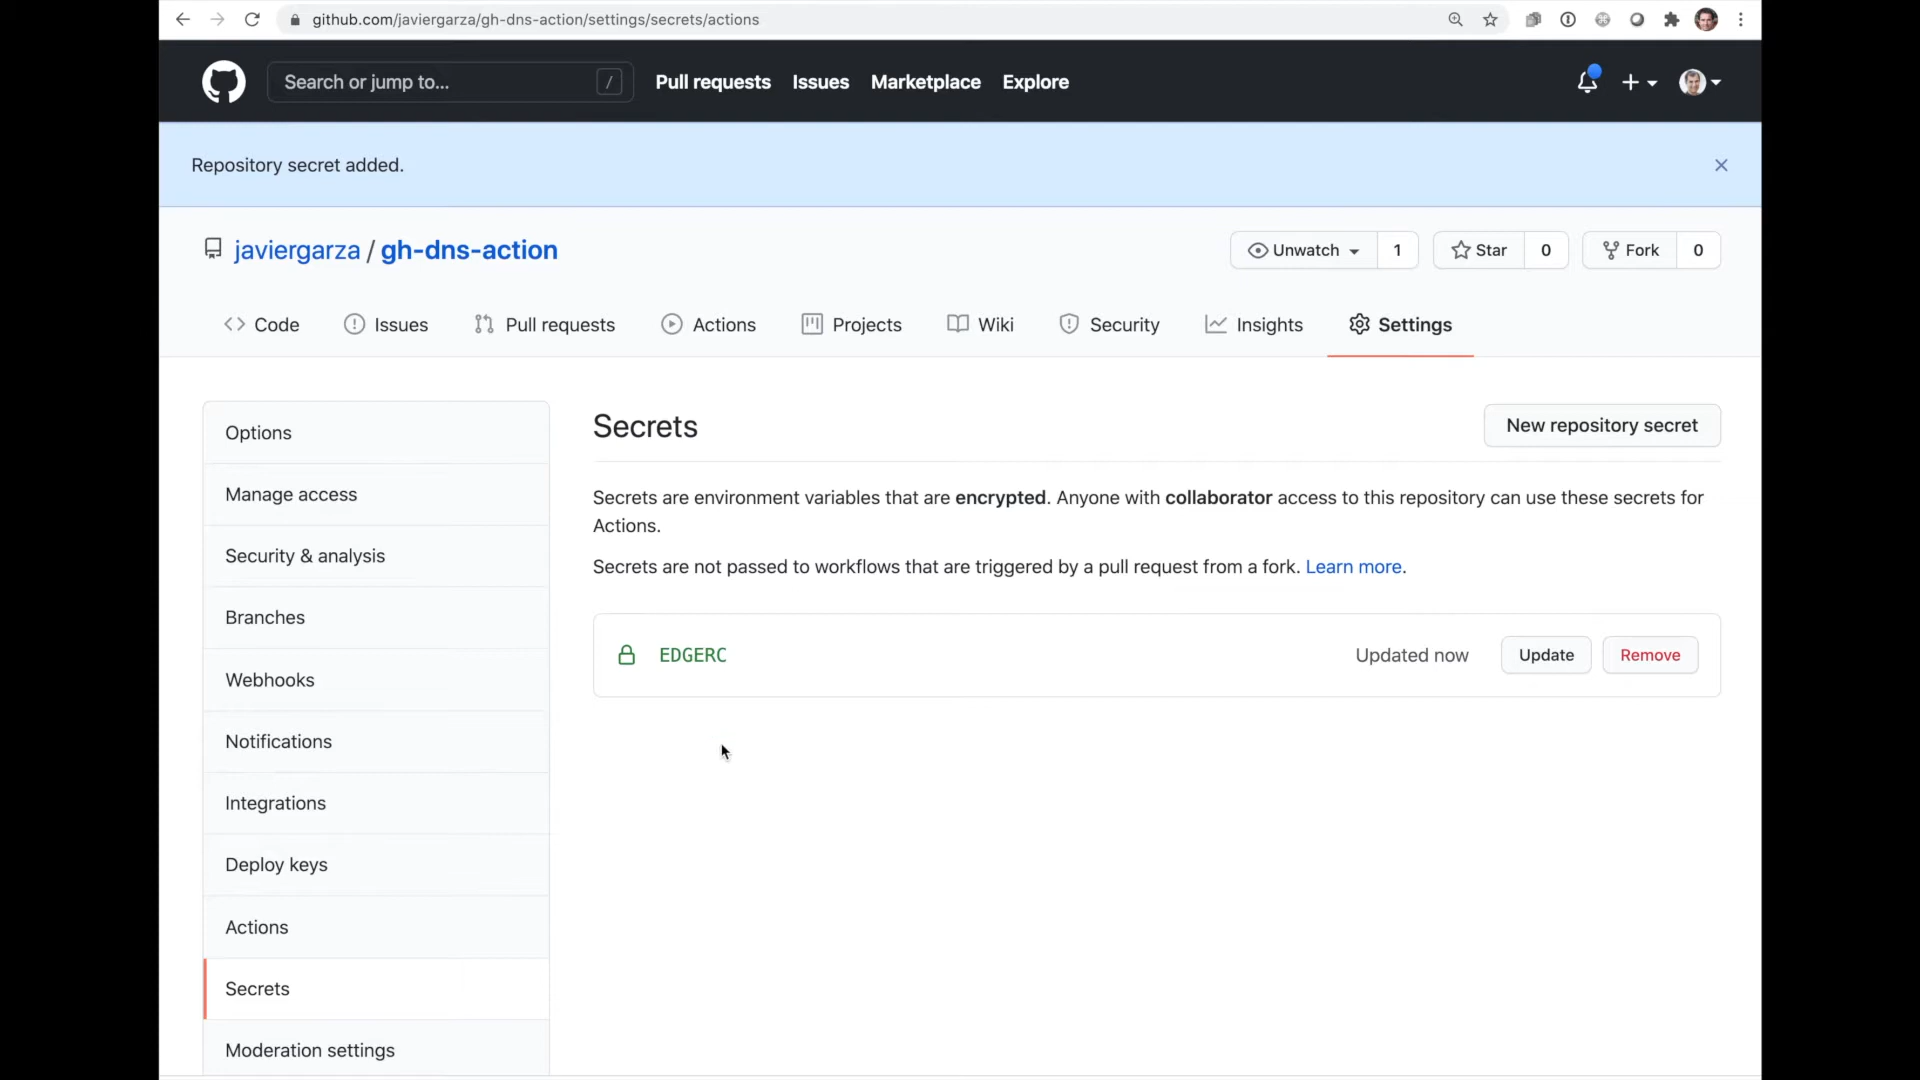 github.com/javiergarza/gh-dns-action/settings/secrets/actions
Search or jump to... /
Pull requests Issues Marketplace Explore
Repository secret added.
javiergarza / gh-dns-action
Unwatch 1 Star 0 Fork 0
Code Issues Pull requests Actions Projects Wiki Security Insights Settings
Options
Manage access
Security & analysis
Branches
Webhooks
Notifications
Integrations
Deploy keys
Actions
Secrets
Moderation settings
Secrets
New repository secret
Secrets are environment variables that are encrypted. Anyone with collaborator access to this repository can use these secrets for
Actions.
Secrets are not passed to workflows that are triggered by a pull request from a fork. Learn more.
EDGERC Updated now Update Remove